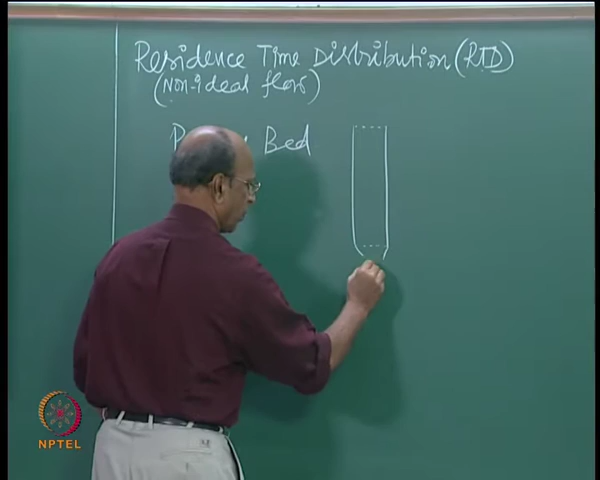 Residence Time Distribution (RTD)
(Non-ideal flow)
Bed
NPTEL